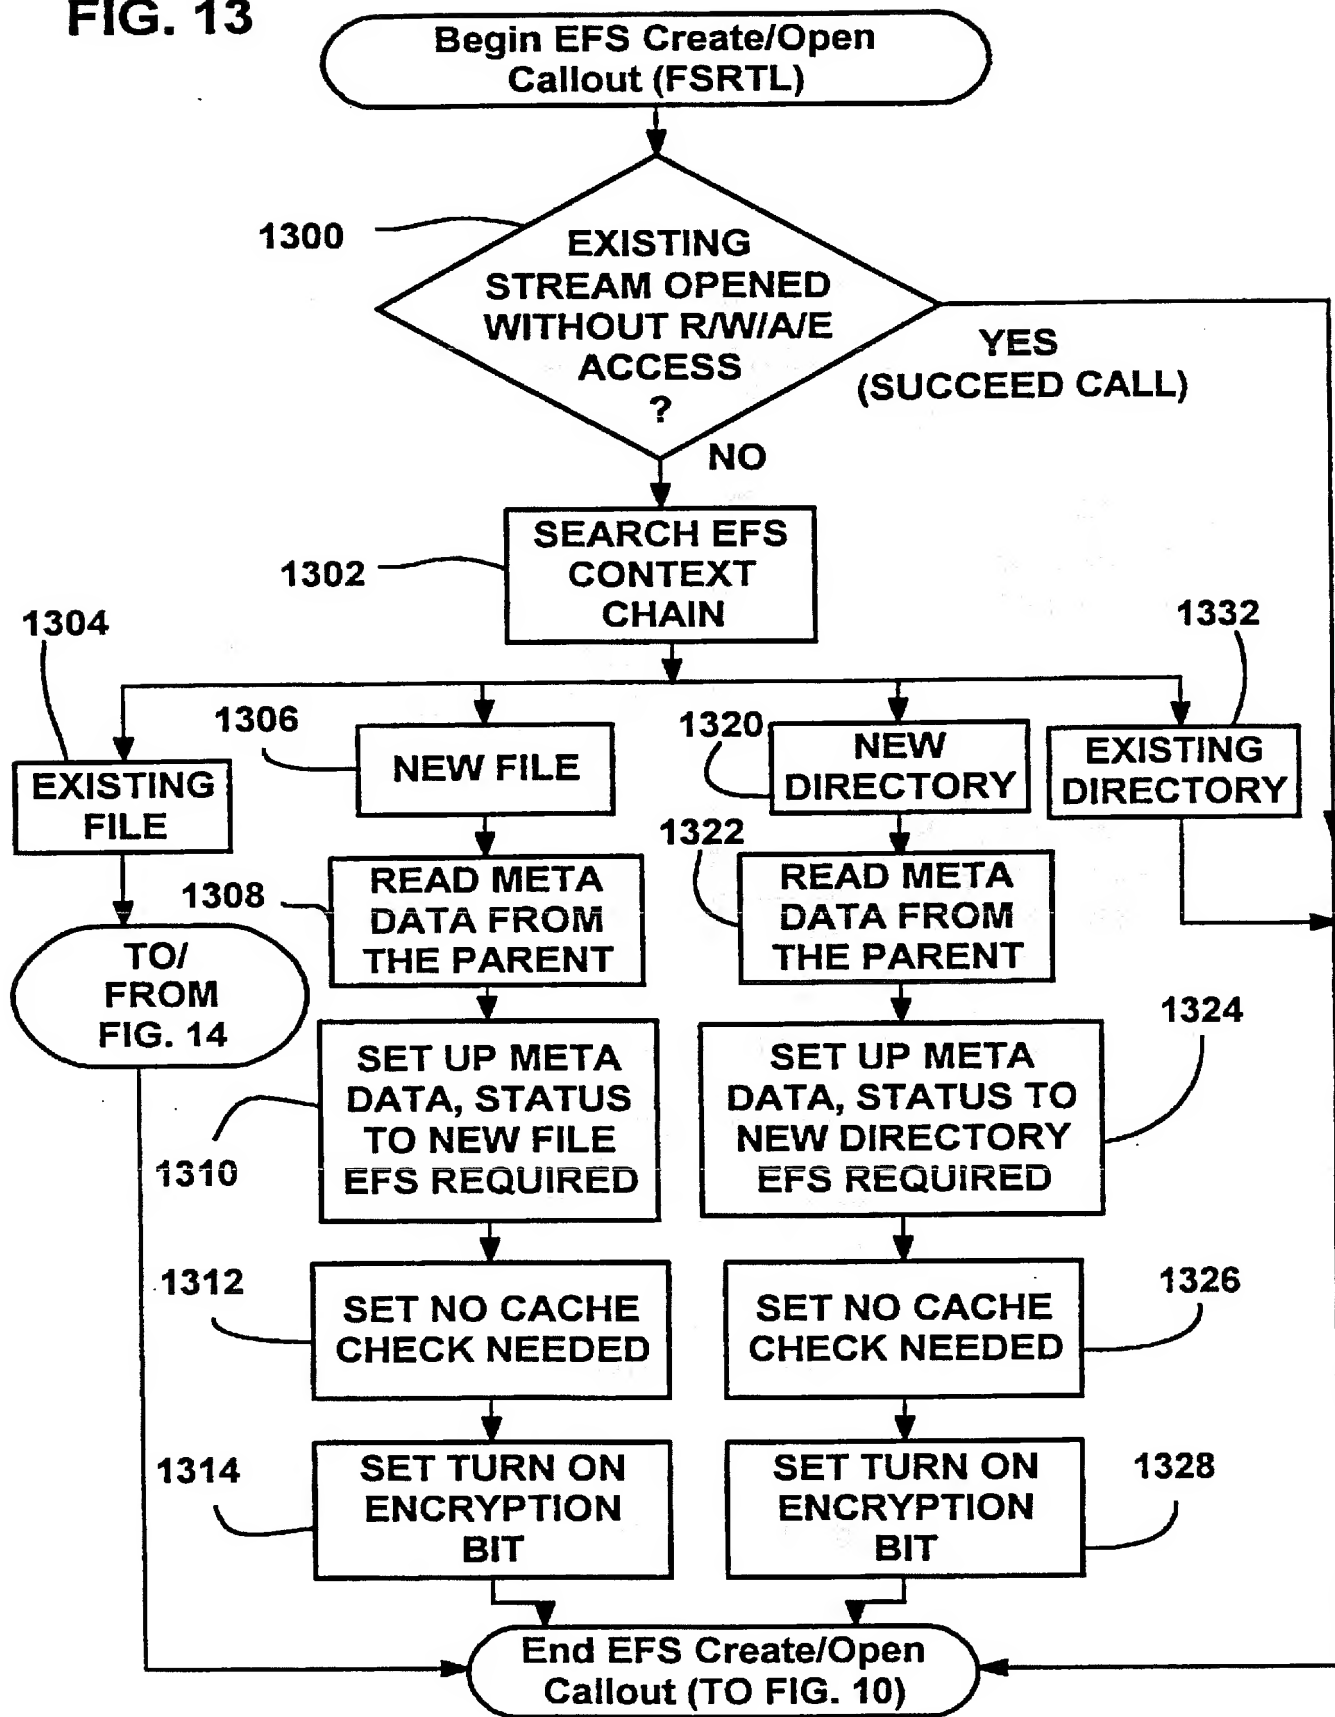 FIG. 13
Begin EFS Create/Open
Callout (FSRTL)
1300
EXISTING
STREAM OPENED
WITHOUT R/W/A/E
ACCESS
?
YES
(SUCCEED CALL)
NO
SEARCH EFS
CONTEXT
CHAIN
1302
1304
1332
1306
1320
EXISTING
FILE
NEW FILE
NEW
DIRECTORY
EXISTING
DIRECTORY
1308
1322
READ META
DATA FROM
THE PARENT
READ META
DATA FROM
THE PARENT
TO/
FROM
FIG. 14
1310
SET UP META
DATA, STATUS
TO NEW FILE
EFS REQUIRED
SET UP META
DATA, STATUS TO
NEW DIRECTORY
EFS REQUIRED
1324
1312
SET NO CACHE
CHECK NEEDED
SET NO CACHE
CHECK NEEDED
1326
1314
SET TURN ON
ENCRYPTION
BIT
SET TURN ON
ENCRYPTION
BIT
1328
End EFS Create/Open
Callout (TO FIG. 10)